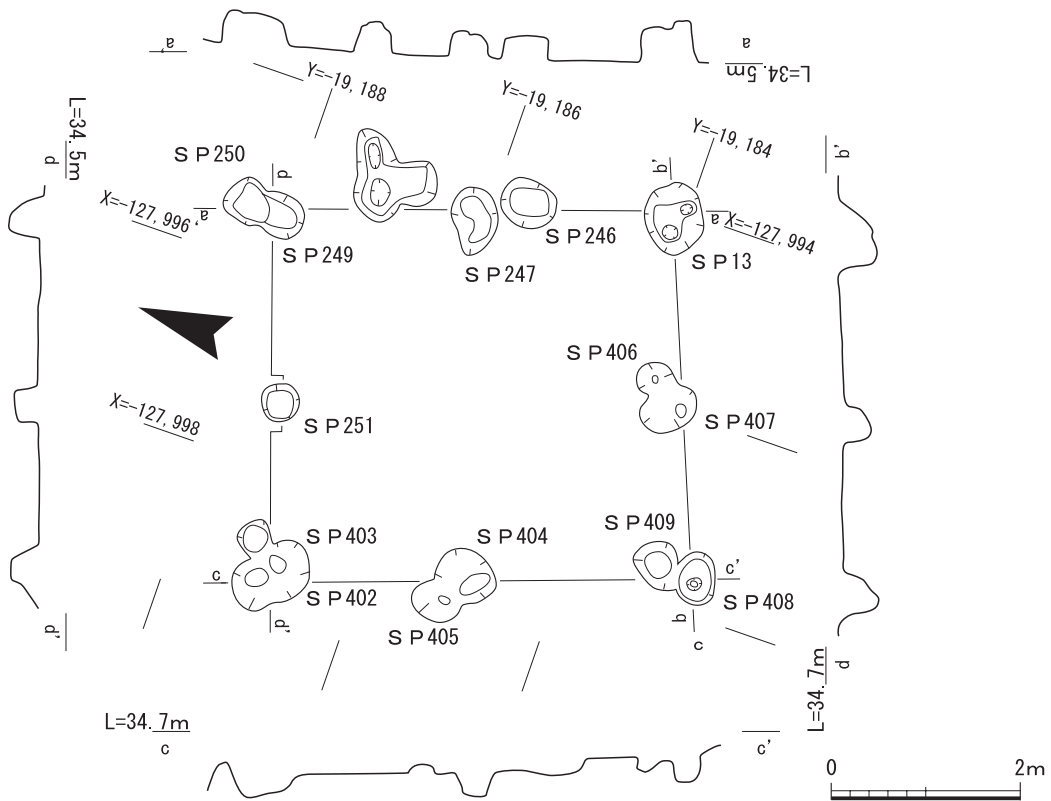 a'
a
L=34.5m
Y=-19, 188
Y=-19, 186
Y=-19, 184
L=34.5m
d
b'
SP250
d
b'
X=-127, 996
a'
a
X=-127, 994
SP249
SP247
SP246
SP13
SP406
X=-127, 998
SP251
SP407
SP403
SP404
SP409
c
c'
SP402
SP408
d'
d'
SP405
b
c
L=34.7m
L=34.7m
c
c'
0
2m